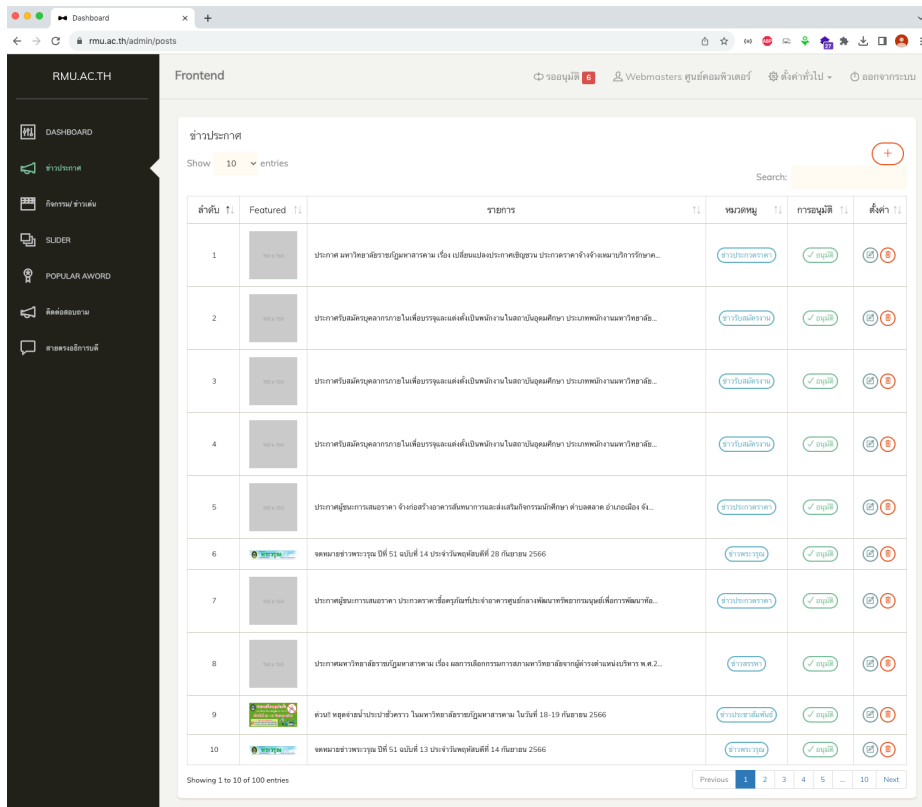 Dashboard
rmu.ac.th/admin/posts
ABP
27
RMU.AC.TH
Frontend
รออนุมัติ 6
Webmasters ศูนย์คอมพิวเตอร์
ตั้งค่าทั่วไป
ออกจากระบบ
DASHBOARD
ข่าวประกาศ
กิจกรรม/ข่าวเด่น
SLIDER
POPULAR AWORD
ติดต่อสอบถาม
สายตรงอธิการบดี
ข่าวประกาศ
Show 10 entries
Search:
ลำดับ Featured รายการ หมวดหมู่ การอนุมัติ ตั้งค่า
1 150 x 150 ประกาศ มหาวิทยาลัยราชภัฏมหาสารคาม เรื่อง เปลี่ยนแปลงประกาศเชิญชวน ประกวดราคาจ้างจ้างเหมาบริการรักษาค... ข่าวประกวดราคา อนุมัติ
2 150 x 150 ประกาศรับสมัครบุคลากรภายในเพื่อบรรจุและแต่งตั้งเป็นพนักงานในสถาบันอุดมศึกษา ประเภทพนักงานมหาวิทยาลัย... ข่าวรับสมัครงาน อนุมัติ
3 150 x 150 ประกาศรับสมัครบุคลากรภายในเพื่อบรรจุและแต่งตั้งเป็นพนักงานในสถาบันอุดมศึกษา ประเภทพนักงานมหาวิทยาลัย... ข่าวรับสมัครงาน อนุมัติ
4 150 x 150 ประกาศรับสมัครบุคลากรภายในเพื่อบรรจุและแต่งตั้งเป็นพนักงานในสถาบันอุดมศึกษา ประเภทพนักงานมหาวิทยาลัย... ข่าวรับสมัครงาน อนุมัติ
5 150 x 150 ประกาศผู้ชนะการเสนอราคา จ้างก่อสร้างอาคารสันทนาการและส่งเสริมกิจกรรมนักศึกษา ตำบลตลาด อำเภอเมือง จัง... ข่าวประกวดราคา อนุมัติ
6 พระวรุณ จดหมายข่าวพระวรุณ ปีที่ 51 ฉบับที่ 14 ประจำวันพฤหัสบดีที่ 28 กันยายน 2566 ข่าวพระวรุณ อนุมัติ
7 150 x 150 ประกาศผู้ชนะการเสนอราคา ประกวดราคาซื้อครุภัณฑ์ประจำอาคารศูนย์กลางพัฒนาทรัพยากรมนุษย์เพื่อการพัฒนาท้อ... ข่าวประกวดราคา อนุมัติ
8 150 x 150 ประกาศมหาวิทยาลัยราชภัฏมหาสารคาม เรื่อง ผลการเลือกกรรมการสภามหาวิทยาลัยจากผู้ดำรงตำแหน่งบริหาร พ.ศ.2... ข่าวสรรหา อนุมัติ
9 ด่วน!! หยุดจ่ายน้ำประปาชั่วคราว ในมหาวิทยาลัยราชภัฏมหาสารคาม ในวันที่ 18-19 กันยายน 2566 ข่าวประชาสัมพันธ์ อนุมัติ
10 พระวรุณ จดหมายข่าวพระวรุณ ปีที่ 51 ฉบับที่ 13 ประจำวันพฤหัสบดีที่ 14 กันยายน 2566 ข่าวพระวรุณ อนุมัติ
Showing 1 to 10 of 100 entries
Previous 1 2 3 4 5 ... 10 Next